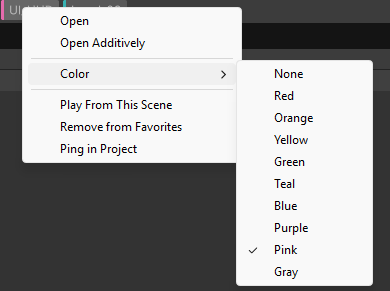 Open
Open Additively
Color
Play From This Scene
Remove from Favorites
Ping in Project
None
Red
Orange
Yellow
Green
Teal
Blue
Purple
Pink
Gray